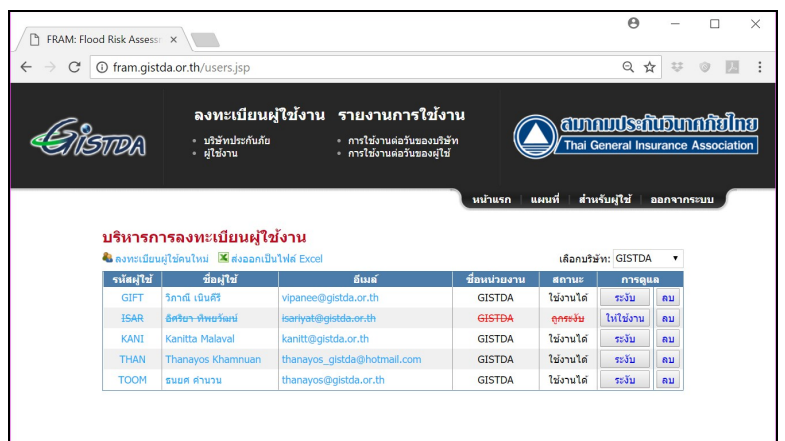 FRAM: Flood Risk Assessr
fram.gistda.or.th/users.jsp
GISTDA
ลงทะเบียนผู้ใช้งาน รายงานการใช้งาน
บริษัทประกันภัย การใช้งานต่อวันของบริษัท
ผู้ใช้งาน การใช้งานต่อวันของผู้ใช้
สมาคมประกันวินาศภัยไทย
Thai General Insurance Association
หน้าแรก แผนที่ สำหรับผู้ใช้ ออกจากระบบ
บริหารการลงทะเบียนผู้ใช้งาน
ลงทะเบียนผู้ใช้คนใหม่ ส่งออกเป็นไฟล์ Excel เลือกบริษัท: GISTDA
รหัสผู้ใช้ ชื่อผู้ใช้ อีเมล์ ชื่อหน่วยงาน สถานะ การดูแล
GIFT วิภาณี เนินคีรี vipanee@gistda.or.th GISTDA ใช้งานได้ ระงับ ลบ
ISAR อิศริยา ทิพยวัฒน์ isariyat@gistda.or.th GISTDA ถูกระงับ ให้ใช้งาน ลบ
KANI Kanitta Malaval kanitt@gistda.or.th GISTDA ใช้งานได้ ระงับ ลบ
THAN Thanayos Khamnuan thanayos_gistda@hotmail.com GISTDA ใช้งานได้ ระงับ ลบ
TOOM ธนยศ คำนวน thanayos@gistda.or.th GISTDA ใช้งานได้ ระงับ ลบ